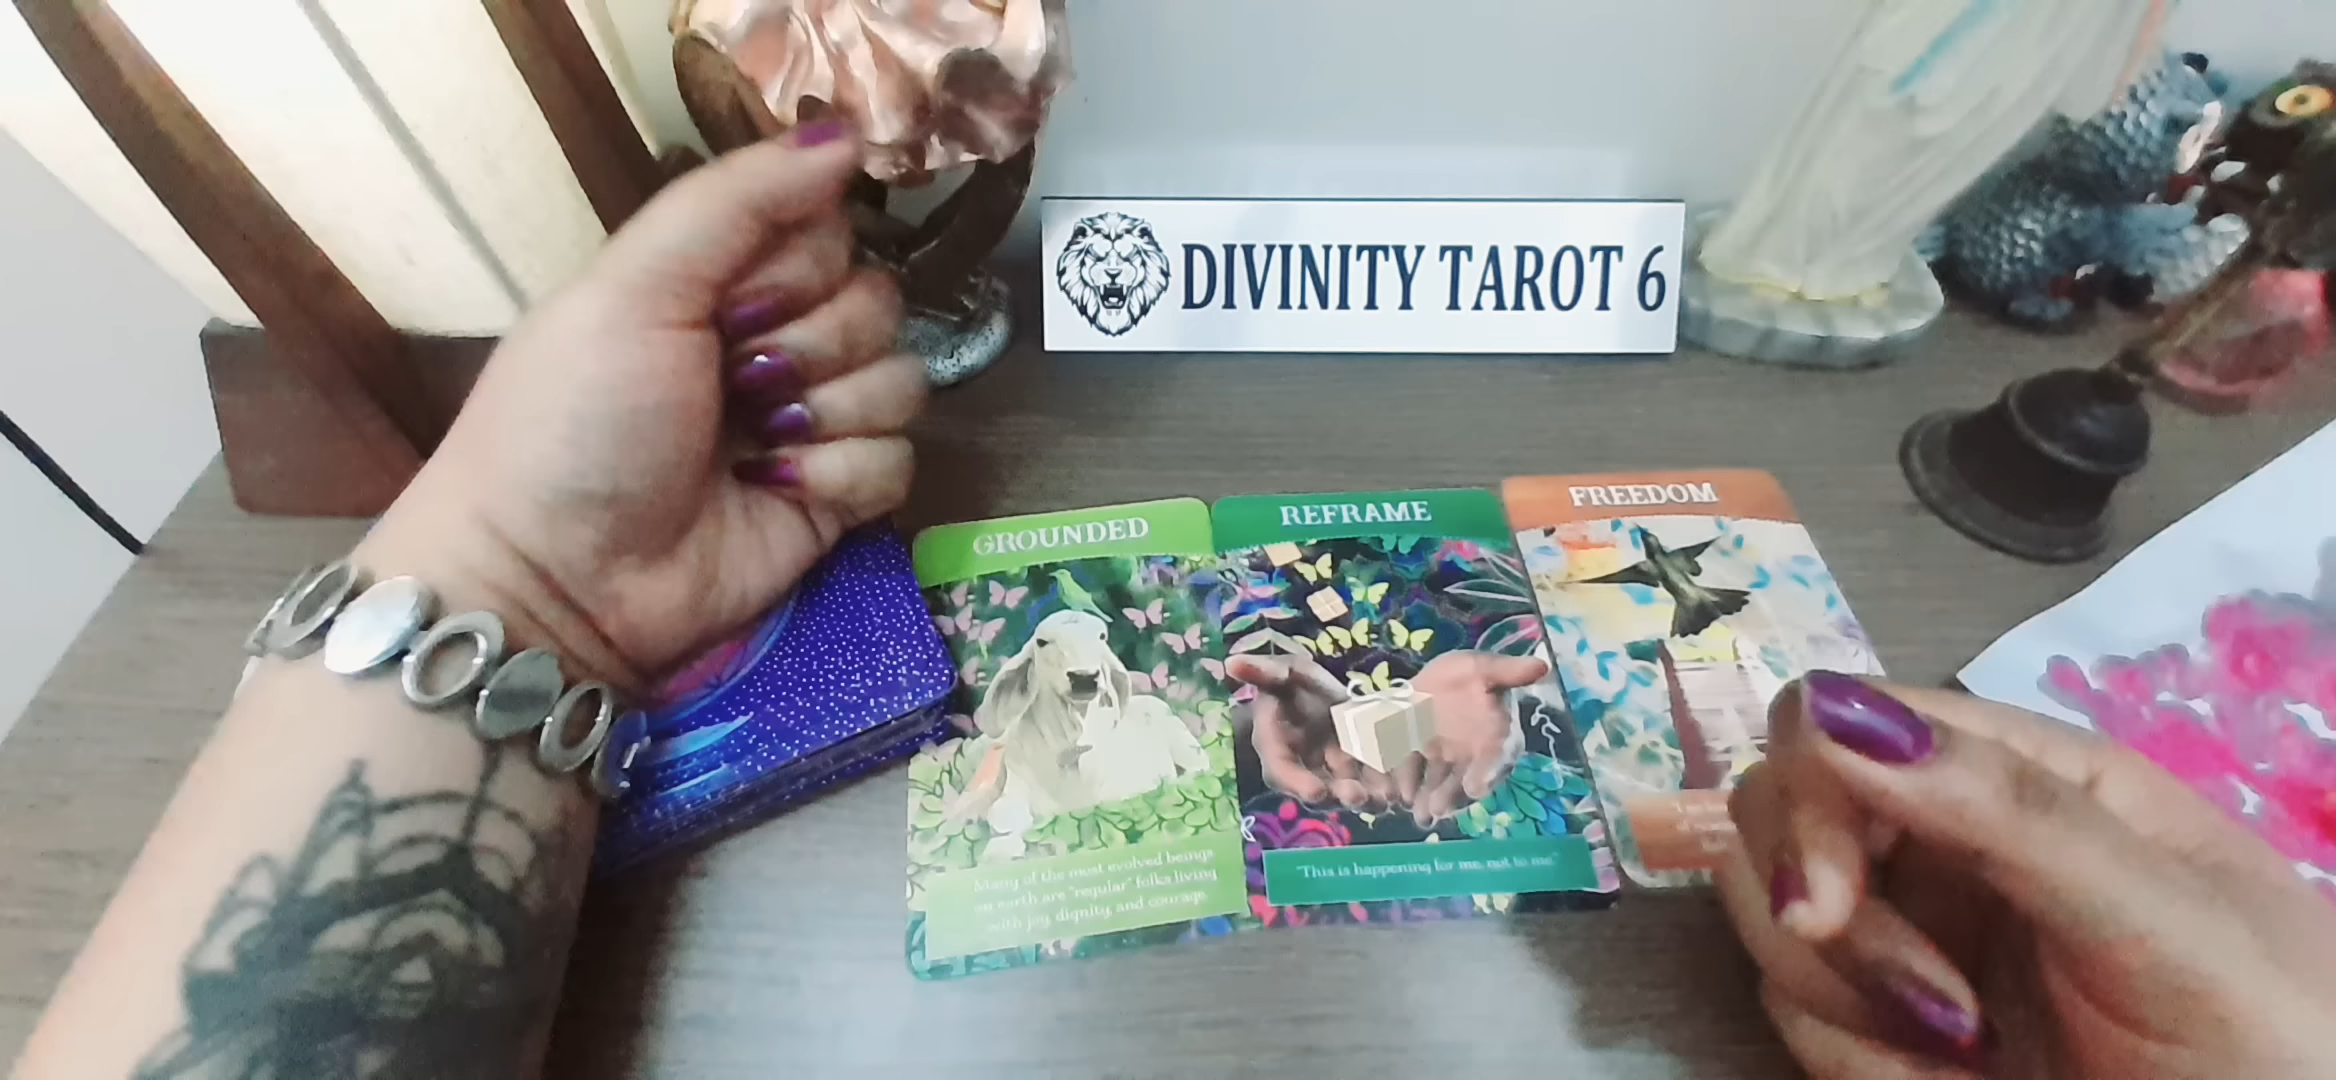 DIVINITY TAROT 6
GROUNDED
Many of the most evolved beings
on earth are "regular" folks living
with joy, dignity, and courage.
REFRAME
"This is happening for me, not to me."
FREEDOM